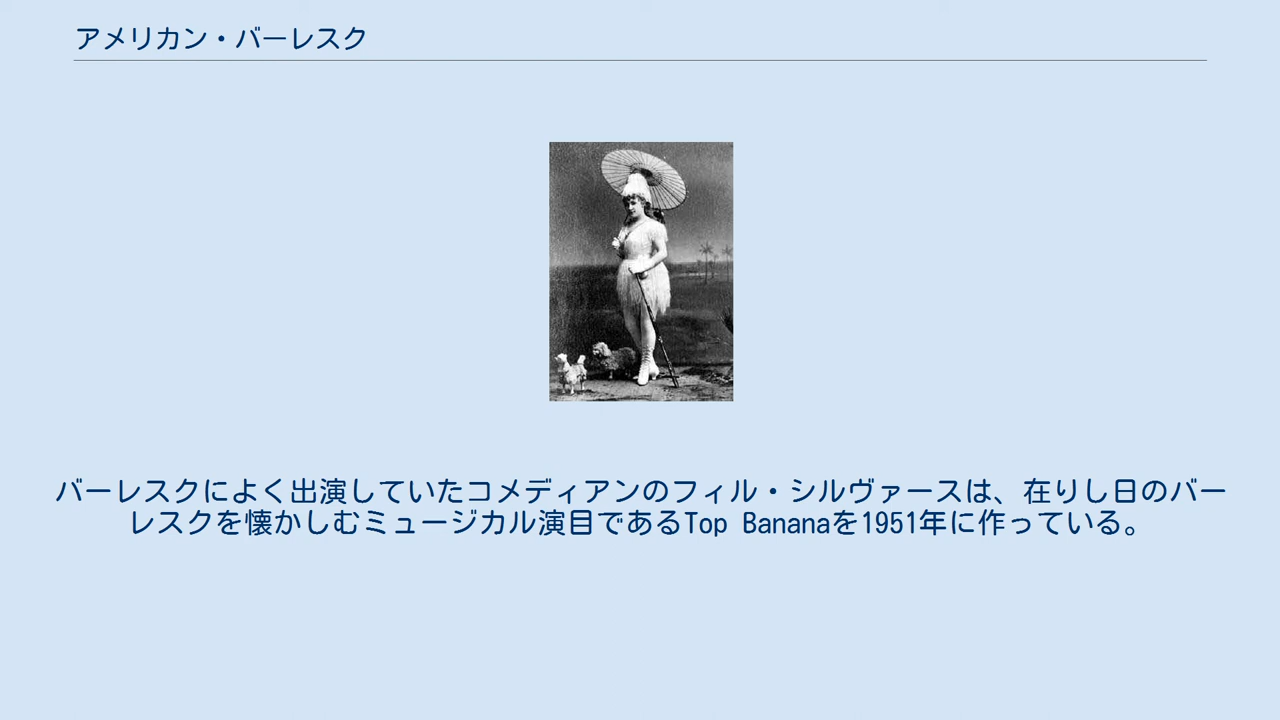 アメリカン・バーレスク
バーレスクによく出演していたコメディアンのフィル・シルヴァースは、在りし日のバー
レスクを懐かしむミュージカル演目であるTop Bananaを1951年に作っている。